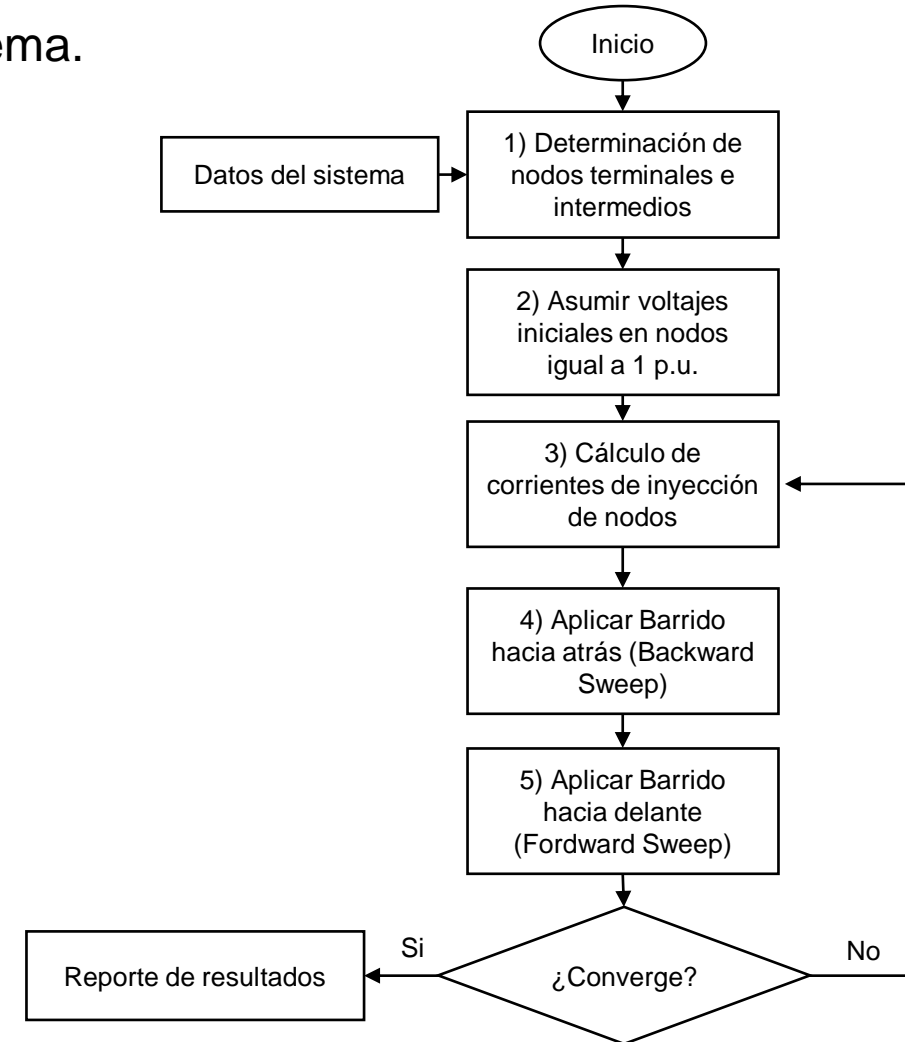 ema.
Inicio
Datos del sistema
1) Determinación de
nodos terminales e
intermedios
2) Asumir voltajes
iniciales en nodos
igual a 1 p.u.
3) Cálculo de
corrientes de inyección
de nodos
4) Aplicar Barrido
hacia atrás (Backward
Sweep)
5) Aplicar Barrido
hacia delante
(Fordward Sweep)
¿Converge?
Si
No
Reporte de resultados